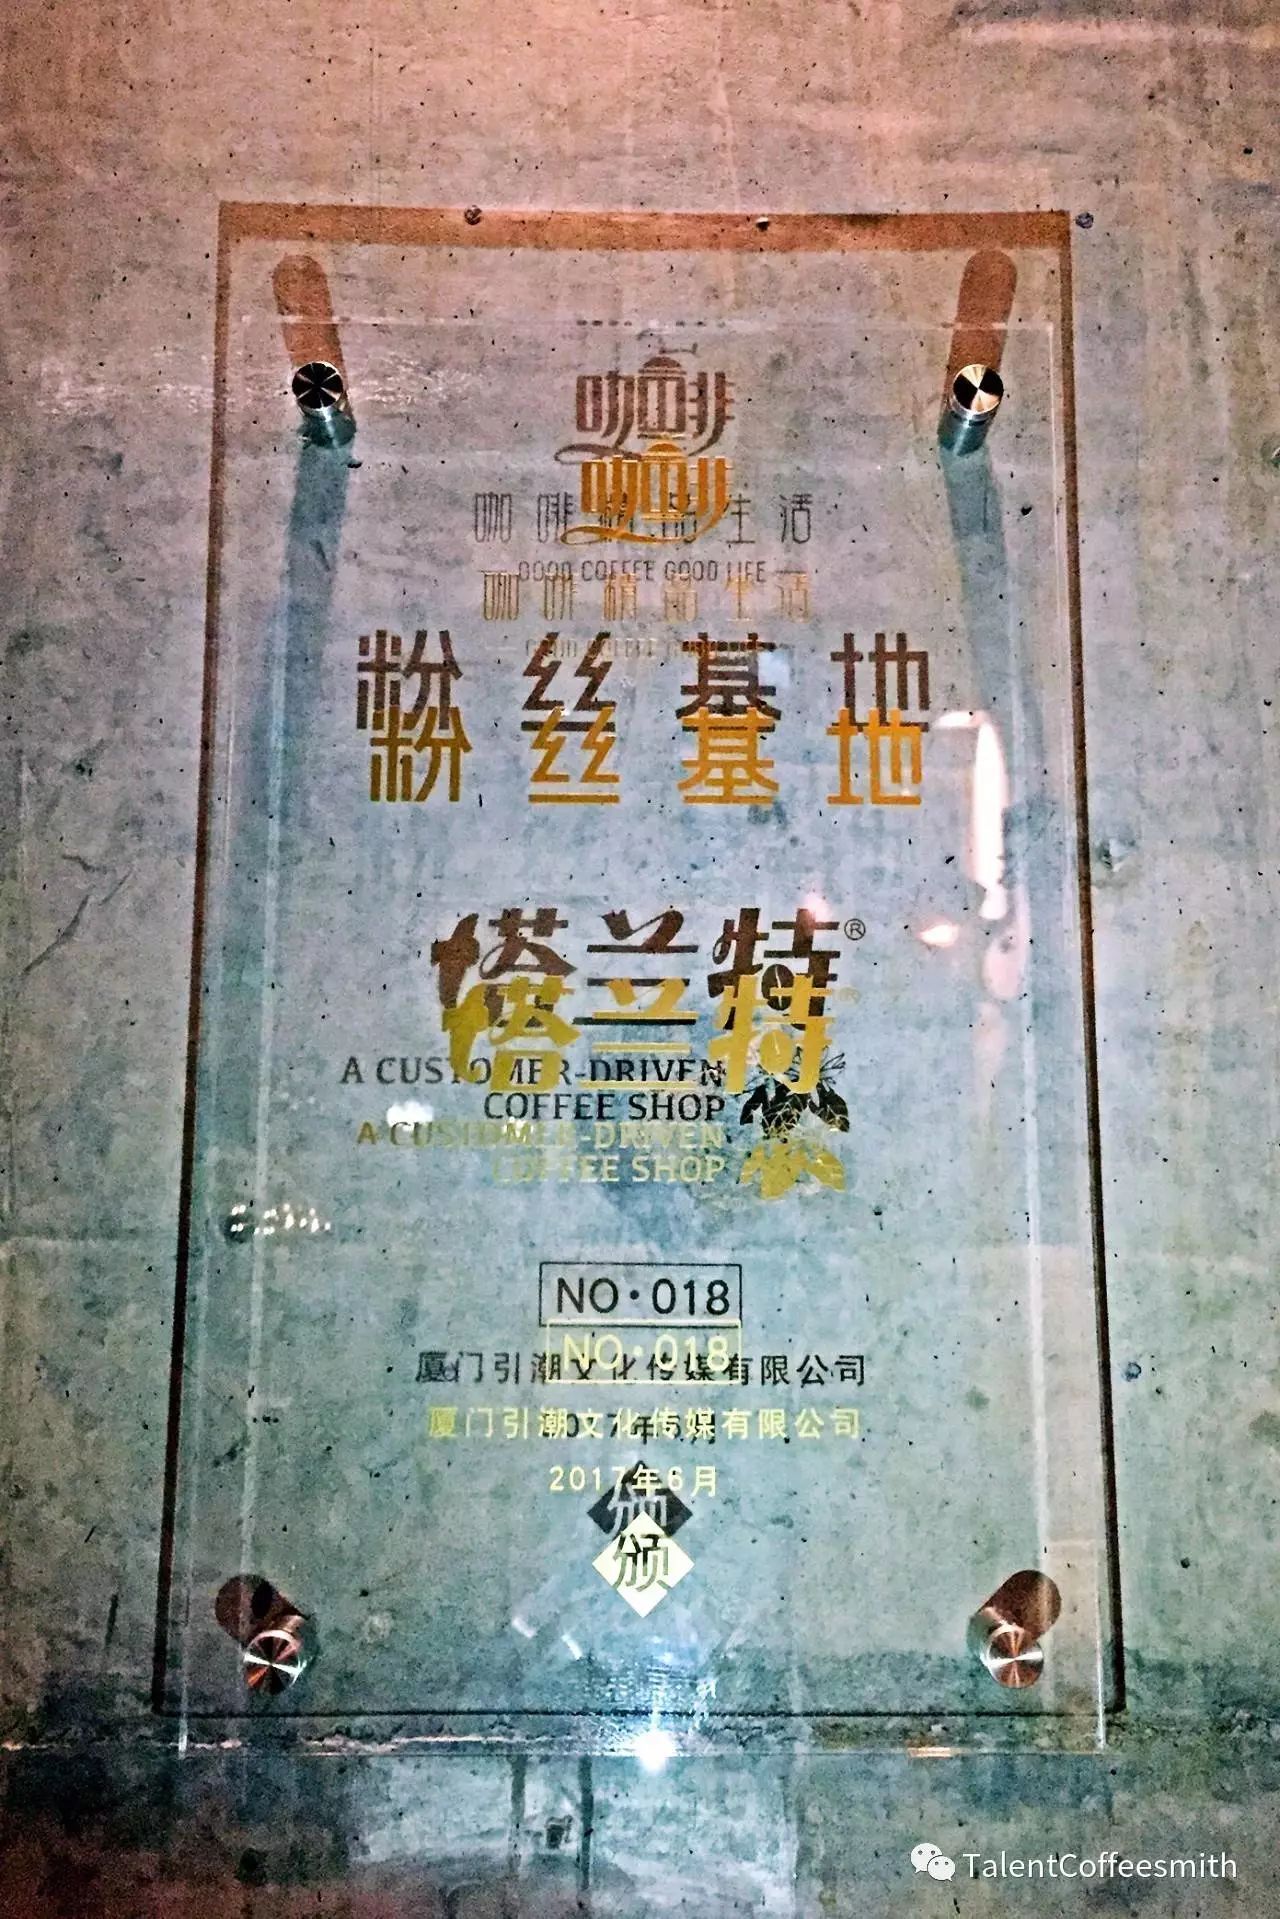 咖啡
咖啡精品生活
GOOD COFFEE GOOD LIFE
粉丝基地
塔兰特®
A CUSTOMER-DRIVEN
COFFEE SHOP
NO·018
厦门引潮文化传媒有限公司
2017年6月
颁
TalentCoffeesmith